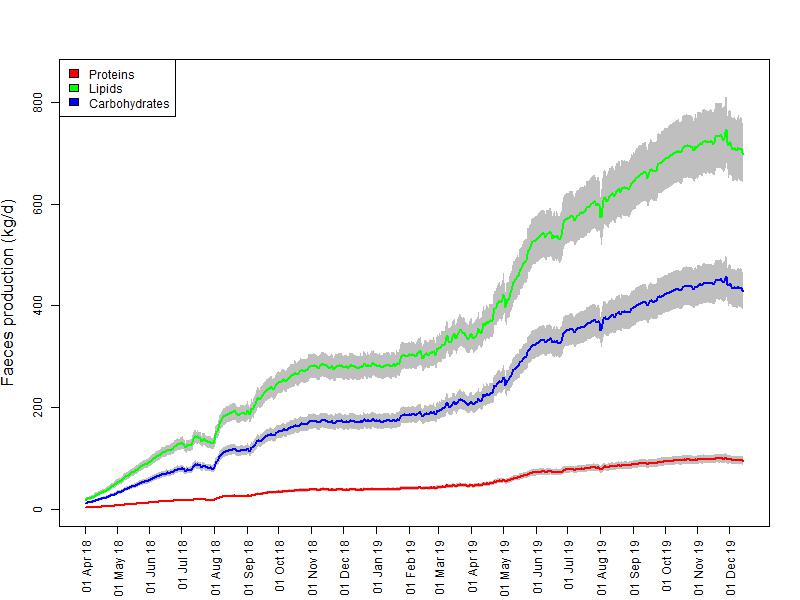 Proteins
Lipids
Carbohydrates
Faeces production (kg/d)
800
600
400
200
0
01 Apr 18
01 May 18
01 Jun 18
01 Jul 18
01 Aug 18
01 Sep 18
01 Oct 18
01 Nov 18
01 Dec 18
01 Jan 19
01 Feb 19
01 Mar 19
01 Apr 19
01 May 19
01 Jun 19
01 Jul 19
01 Aug 19
01 Sep 19
01 Oct 19
01 Nov 19
01 Dec 19